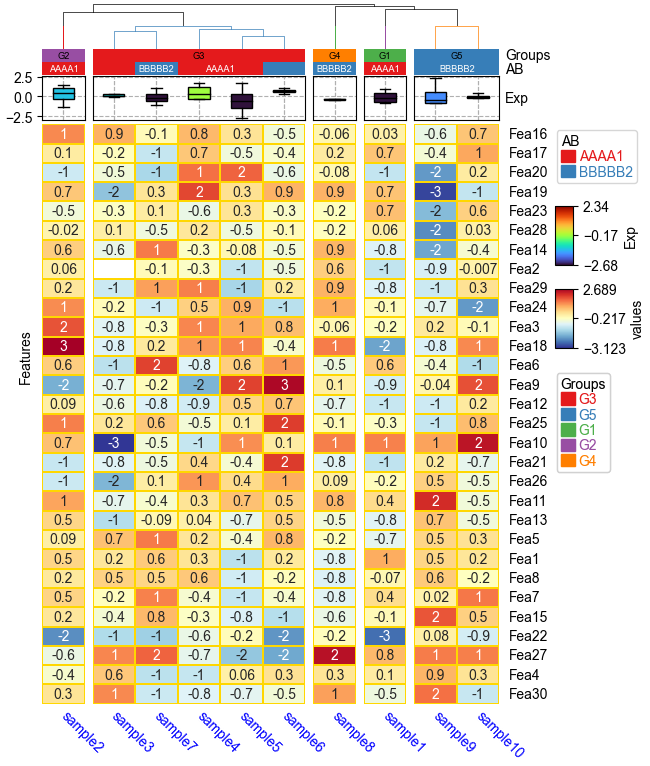 G2 G3 G4 G1 G5 Groups
AAAA1 BBBBB2 AAAA1 BBBBB2 AAAA1 BBBBB2 AB
2.5
0.0
−2.5
Exp
1 0.9 -0.1 0.8 0.3 -0.5 -0.06 0.03 -0.6 0.7 Fea16
0.1 -0.2 -1 0.7 -0.5 -0.4 0.2 0.7 -0.4 1 Fea17
-1 -0.5 -1 1 2 -0.6 -0.08 -1 -2 0.2 Fea20
0.7 -2 0.3 2 0.3 0.9 0.9 0.7 -3 -1 Fea19
-0.5 -0.3 0.1 -0.6 0.3 -0.3 -0.2 0.7 -2 0.6 Fea23
-0.02 0.1 -0.5 0.2 -0.5 -0.1 -0.2 0.06 -2 0.03 Fea28
0.6 -0.6 1 -0.3 -0.08 -0.5 0.9 -0.8 -2 -0.4 Fea14
0.06 -0.1 -0.3 -1 -0.5 0.6 -1 -0.9 -0.007 Fea2
0.2 -1 1 1 -1 0.2 0.9 -0.8 -1 0.3 Fea29
1 -0.2 -1 0.5 0.9 -1 1 -0.1 -0.7 -2 Fea24
2 -0.8 -0.3 1 1 0.8 -0.06 -0.2 0.2 -0.1 Fea3
3 -0.8 0.2 1 1 -0.4 1 -2 -0.8 1 Fea18
0.6 -1 2 -0.8 0.6 1 -0.5 0.6 -0.4 -1 Fea6
-2 -0.7 -0.2 -2 2 3 0.1 -0.9 -0.04 2 Fea9
0.09 -0.6 -0.8 -0.9 0.5 0.7 -0.7 -1 -1 0.2 Fea12
1 0.2 0.6 -0.5 0.1 2 -0.1 -0.3 -1 0.8 Fea25
0.7 -3 -0.5 -1 1 0.1 1 1 1 2 Fea10
-1 -0.8 -0.5 0.4 -0.4 2 -0.8 -1 0.2 -0.7 Fea21
-1 -2 0.1 1 0.4 1 0.09 -0.2 0.5 -0.5 Fea26
1 -0.7 -0.4 0.3 0.7 0.5 0.8 0.4 2 -0.5 Fea11
0.5 -1 -0.09 0.04 -0.7 0.5 -0.5 -0.8 0.7 -0.5 Fea13
0.09 0.7 1 0.2 -0.4 0.8 -0.2 -0.7 0.5 0.3 Fea5
0.5 0.2 0.6 0.3 -1 0.2 -0.8 1 0.5 0.2 Fea1
0.2 0.5 0.5 0.6 -1 -0.2 -0.8 -0.07 0.6 -0.2 Fea8
0.5 -0.2 1 -0.4 -1 -0.4 -0.8 0.4 0.02 1 Fea7
0.2 -0.4 0.8 -0.3 -0.8 -1 -0.6 -0.1 2 0.5 Fea15
-2 -1 -1 -0.6 -0.2 -2 -0.2 -3 0.08 -0.9 Fea22
-0.6 1 2 -0.7 -2 -2 2 0.8 1 1 Fea27
-0.4 0.6 -1 -1 0.06 0.3 0.3 0.1 0.9 0.3 Fea4
0.3 1 -1 -0.8 -0.7 -0.5 1 -0.5 2 -1 Fea30
Features
sample2 sample3 sample7 sample4 sample5 sample6 sample8 sample1 sample9 sample10
AB
AAAA1
BBBBB2
2.34
-0.17
-2.68
Exp
2.689
-0.217
-3.123
values
Groups
G3
G5
G1
G2
G4